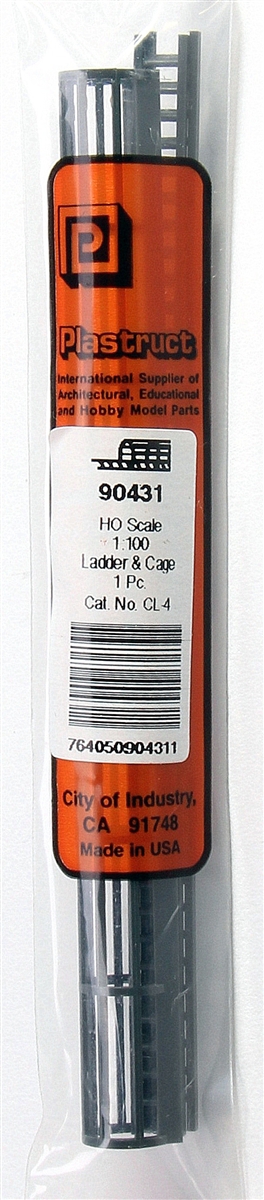 P
Plastruct
International Supplier of
Architectural, Educational
and Hobby Model Parts
90431
HO Scale
1:100
Ladder & Cage
1 Pc.
Cat. No. CL-4
764050904311
City of Industry,
CA 91748
Made in USA